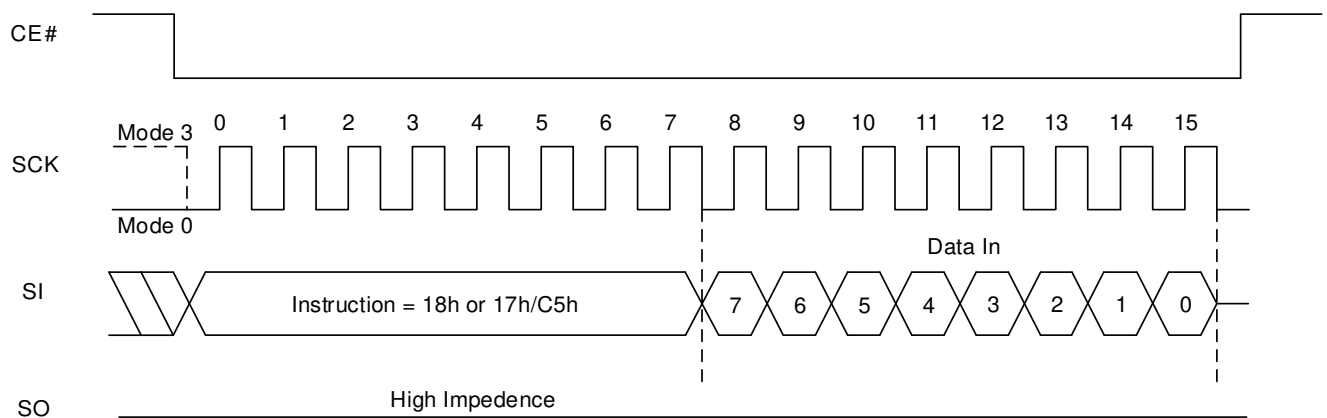 CE#
0 1 2 3 4 5 6 7 8 9 10 11 12 13 14 15
Mode 3
SCK
Mode 0
Data In
SI
Instruction = 18h or 17h/C5h
7 6 5 4 3 2 1 0
High Impedence
SO